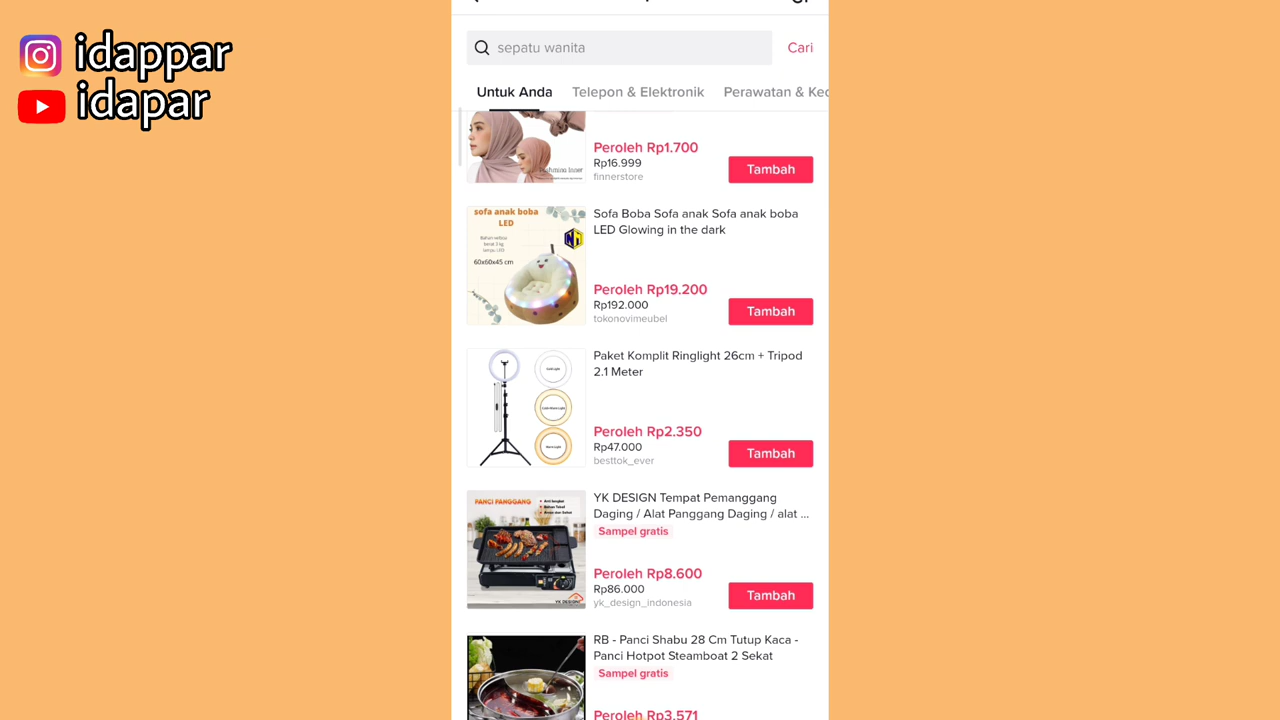 idappar
idapar
sepatu wanita
Cari
Untuk Anda
Telepon & Elektronik
Perawatan & Kec
Peroleh Rp1.700
Rp16.999
finnerstore
Tambah
sofa anak boba
LED
60x60x45 cm
Sofa Boba Sofa anak Sofa anak boba
LED Glowing in the dark
Peroleh Rp19.200
Rp192.000
tokonovimeubel
Tambah
Paket Komplit Ringlight 26cm + Tripod
2.1 Meter
Peroleh Rp2.350
Rp47.000
besttok_ever
Tambah
PANCI PANGGANG
YK DESIGN
YK DESIGN Tempat Pemanggang
Daging / Alat Panggang Daging / alat ...
Sampel gratis
Peroleh Rp8.600
Rp86.000
yk_design_indonesia
Tambah
RB - Panci Shabu 28 Cm Tutup Kaca -
Panci Hotpot Steamboat 2 Sekat
Sampel gratis
Peroleh Rp3.571